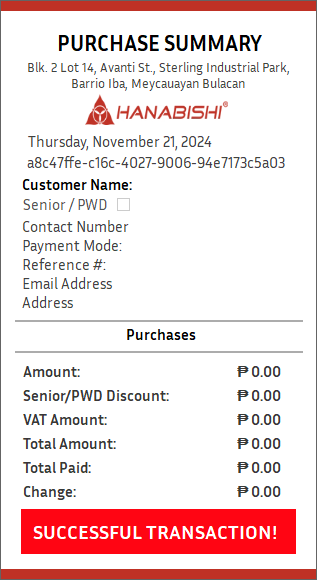 PURCHASE SUMMARY
Blk. 2 Lot 14, Avanti St., Sterling Industrial Park,
Barrio Iba, Meycauayan Bulacan
HANABISHI®
Thursday, November 21, 2024
a8c47ffe-c16c-4027-9006-94e7173c5a03
Customer Name:
Senior / PWD
Contact Number
Payment Mode:
Reference #:
Email Address
Address
Purchases
Amount: ₱ 0.00
Senior/PWD Discount: ₱ 0.00
VAT Amount: ₱ 0.00
Total Amount: ₱ 0.00
Total Paid: ₱ 0.00
Change: ₱ 0.00
SUCCESSFUL TRANSACTION!